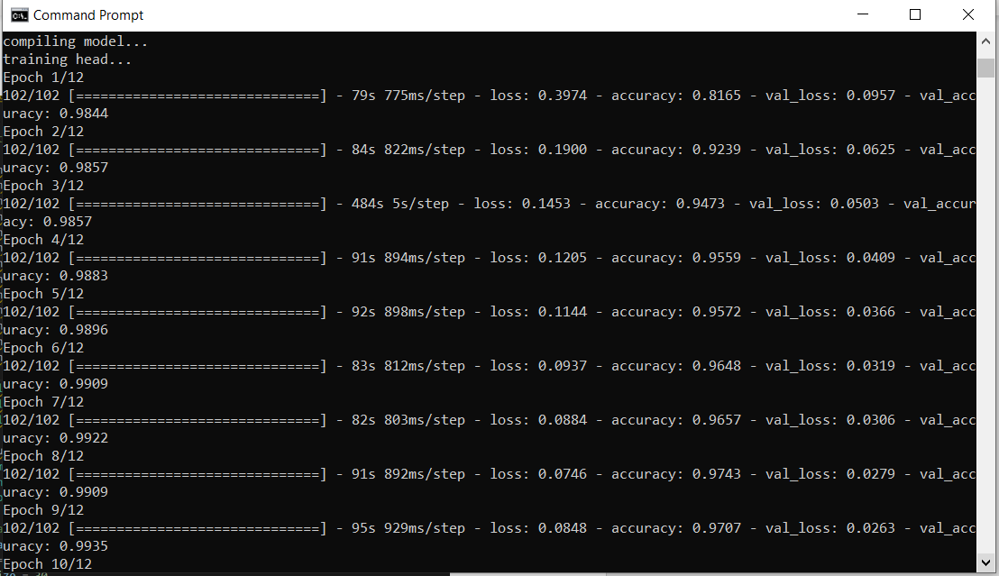 Command Prompt
compiling model...
training head...
Epoch 1/12
102/102 [==============================] - 79s 775ms/step - loss: 0.3974 - accuracy: 0.8165 - val_loss: 0.0957 - val_acc
uracy: 0.9844
Epoch 2/12
102/102 [==============================] - 84s 822ms/step - loss: 0.1900 - accuracy: 0.9239 - val_loss: 0.0625 - val_acc
uracy: 0.9857
Epoch 3/12
102/102 [==============================] - 484s 5s/step - loss: 0.1453 - accuracy: 0.9473 - val_loss: 0.0503 - val_accur
acy: 0.9857
Epoch 4/12
102/102 [==============================] - 91s 894ms/step - loss: 0.1205 - accuracy: 0.9559 - val_loss: 0.0409 - val_acc
uracy: 0.9883
Epoch 5/12
102/102 [==============================] - 92s 898ms/step - loss: 0.1144 - accuracy: 0.9572 - val_loss: 0.0366 - val_acc
uracy: 0.9896
Epoch 6/12
102/102 [==============================] - 83s 812ms/step - loss: 0.0937 - accuracy: 0.9648 - val_loss: 0.0319 - val_acc
uracy: 0.9909
Epoch 7/12
102/102 [==============================] - 82s 803ms/step - loss: 0.0884 - accuracy: 0.9657 - val_loss: 0.0306 - val_acc
uracy: 0.9922
Epoch 8/12
102/102 [==============================] - 91s 892ms/step - loss: 0.0746 - accuracy: 0.9743 - val_loss: 0.0279 - val_acc
uracy: 0.9909
Epoch 9/12
102/102 [==============================] - 95s 929ms/step - loss: 0.0848 - accuracy: 0.9707 - val_loss: 0.0263 - val_acc
uracy: 0.9935
Epoch 10/12